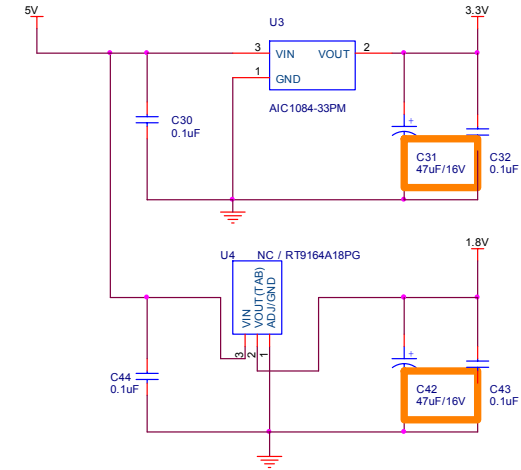 5V
3.3V
U3
3
VIN
VOUT
2
1
GND
AIC1084-33PM
C30
0.1uF
+
C31
47uF/16V
C32
0.1uF
1.8V
U4
NC / RT9164A18PG
VIN
VOUT(TAB)
ADJ/GND
3
2
1
C44
0.1uF
+
C42
47uF/16V
C43
0.1uF